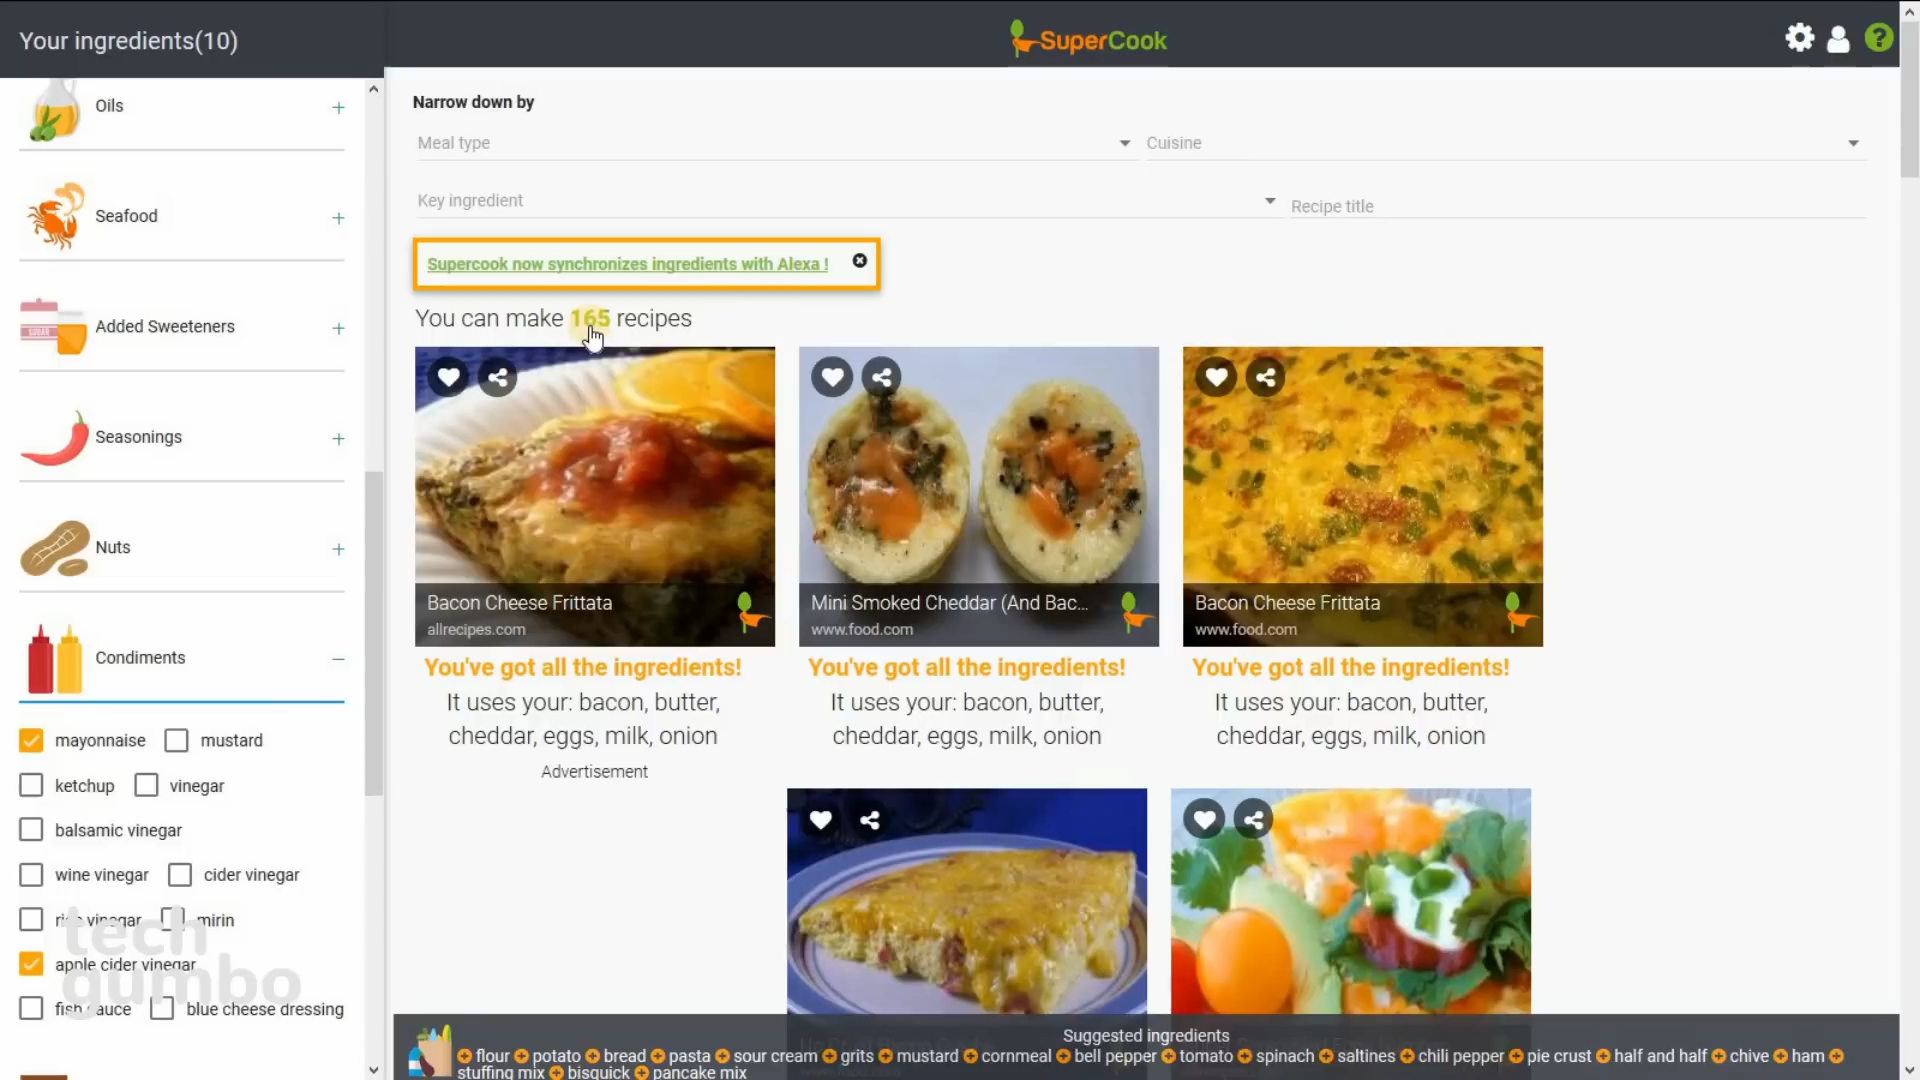 Your ingredients(10)
SuperCook
?
Oils
Seafood
Added Sweeteners
SUGAR
Seasonings
Nuts
Condiments
mayonnaise
mustard
ketchup
vinegar
balsamic vinegar
wine vinegar
cider vinegar
rice vinegar
mirin
apple cider vinegar
fish sauce
blue cheese dressing
tech
gumbo
Narrow down by
Meal type
Cuisine
Key ingredient
Recipe title
Supercook now synchronizes ingredients with Alexa !
You can make 165 recipes
Bacon Cheese Frittata
allrecipes.com
You've got all the ingredients!
It uses your: bacon, butter,
cheddar, eggs, milk, onion
Advertisement
Mini Smoked Cheddar (And Bac...
www.food.com
You've got all the ingredients!
It uses your: bacon, butter,
cheddar, eggs, milk, onion
Bacon Cheese Frittata
www.food.com
You've got all the ingredients!
It uses your: bacon, butter,
cheddar, eggs, milk, onion
Suggested ingredients
flour potato bread pasta sour cream grits mustard cornmeal bell pepper tomato spinach saltines chili pepper pie crust half and half chive ham
stuffing mix bisquick pancake mix